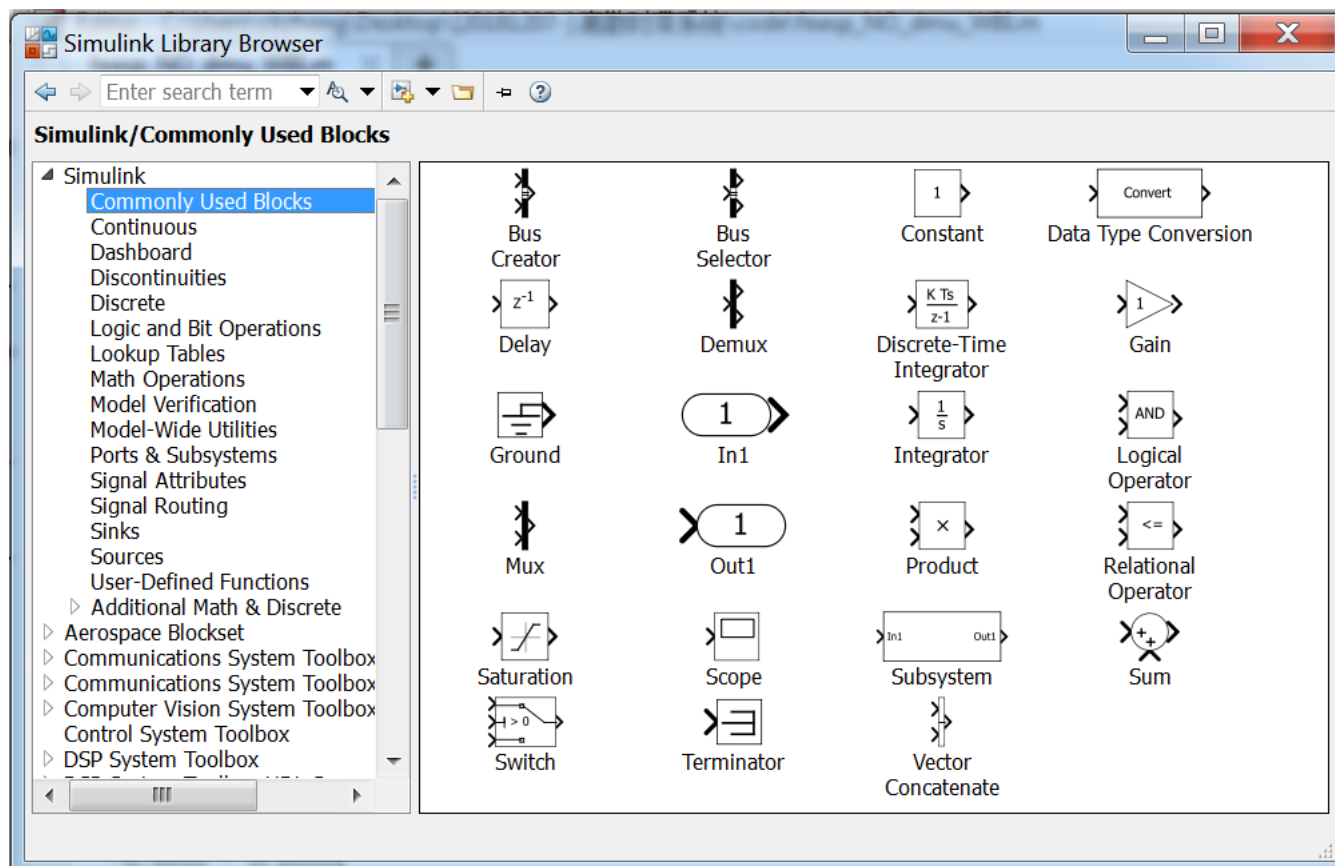 Simulink Library Browser
Enter search term
Simulink/Commonly Used Blocks
Simulink
Commonly Used Blocks
Continuous
Dashboard
Discontinuities
Discrete
Logic and Bit Operations
Lookup Tables
Math Operations
Model Verification
Model-Wide Utilities
Ports & Subsystems
Signal Attributes
Signal Routing
Sinks
Sources
User-Defined Functions
Additional Math & Discrete
Aerospace Blockset
Communications System Toolbox
Communications System Toolbox
Computer Vision System Toolbox
Control System Toolbox
DSP System Toolbox
Bus
Creator
Bus
Selector
1
Constant
Convert
Data Type Conversion
z-1
Delay
Demux
K Ts
z-1
Discrete-Time
Integrator
1
Gain
Ground
1
In1
1
s
Integrator
AND
Logical
Operator
Mux
1
Out1
×
Product
<=
Relational
Operator
Saturation
Scope
In1 Out1
Subsystem
+
+
Sum
> 0
Switch
Terminator
Vector
Concatenate